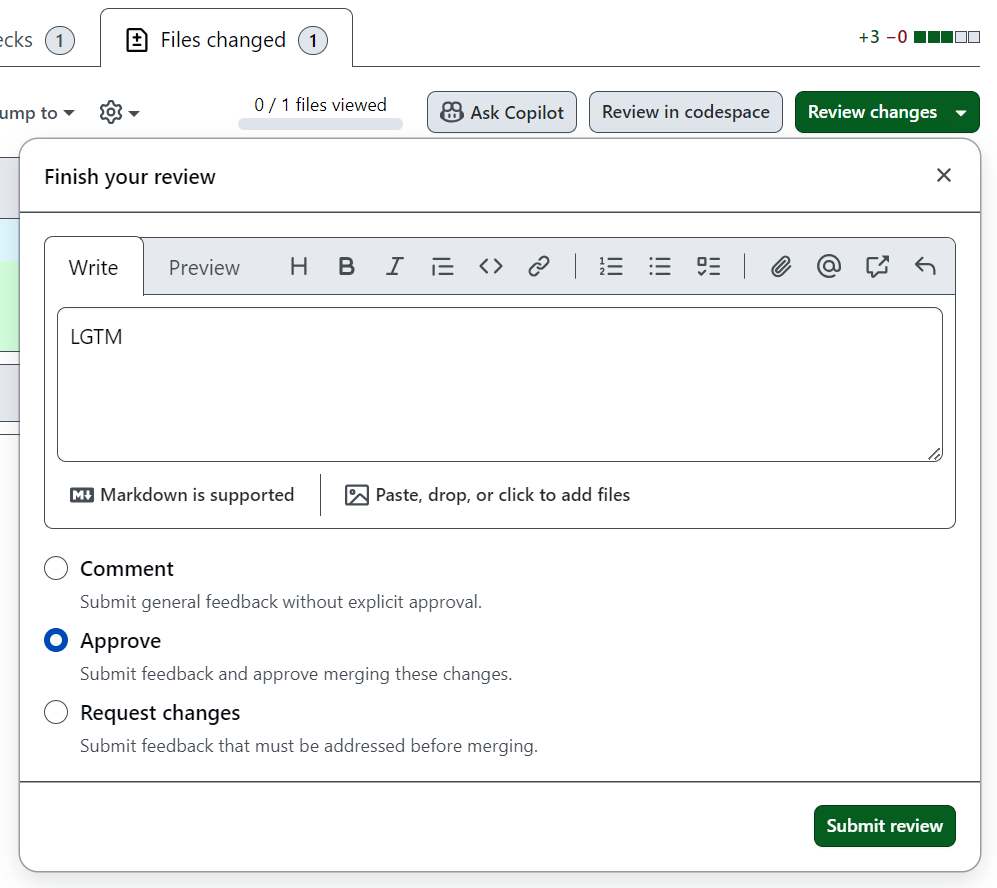 ecks 1 Files changed 1 +3 −0
ump to 0 / 1 files viewed Ask Copilot Review in codespace Review changes
Finish your review
Write Preview H B I
LGTM
M Markdown is supported Paste, drop, or click to add files
Comment
Submit general feedback without explicit approval.
Approve
Submit feedback and approve merging these changes.
Request changes
Submit feedback that must be addressed before merging.
Submit review